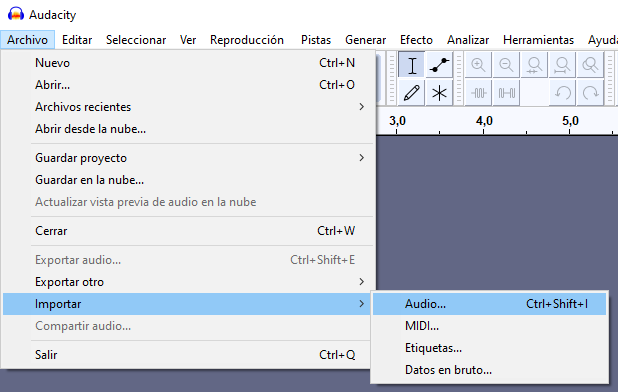 Audacity
Archivo Editar Seleccionar Ver Reproducción Pistas Generar Efecto Analizar Herramientas Ayud
Nuevo Ctrl+N
Abrir... Ctrl+O
Archivos recientes
Abrir desde la nube...
3,0 4,0 5,0
Guardar proyecto
Guardar en la nube...
Actualizar vista previa de audio en la nube
Cerrar Ctrl+W
Exportar audio... Ctrl+Shift+E
Exportar otro
Importar
Audio... Ctrl+Shift+I
Compartir audio...
MIDI...
Etiquetas...
Salir Ctrl+Q
Datos en bruto...